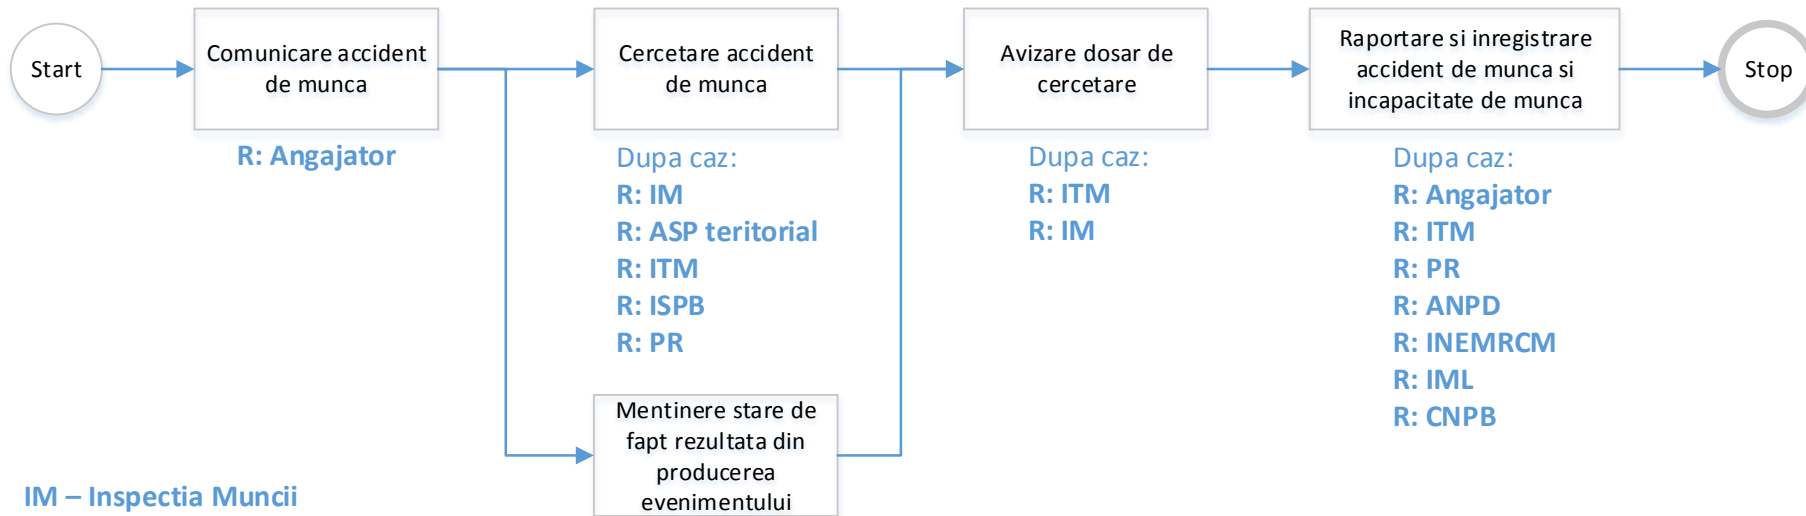 Start
Comunicare accident
de munca
R: Angajator
Cercetare accident
de munca
Dupa caz:
R: IM
R: ASP teritorial
R: ITM
R: ISPB
R: PR
Mentinere stare de
fapt rezultata din
producerea
evenimentului
Avizare dosar de
cercetare
Dupa caz:
R: ITM
R: IM
Raportare si inregistrare
accident de munca si
incapacitate de munca
Dupa caz:
R: Angajator
R: ITM
R: PR
R: ANPD
R: INEMRCM
R: IML
R: CNPB
Stop
IM – Inspectia Muncii